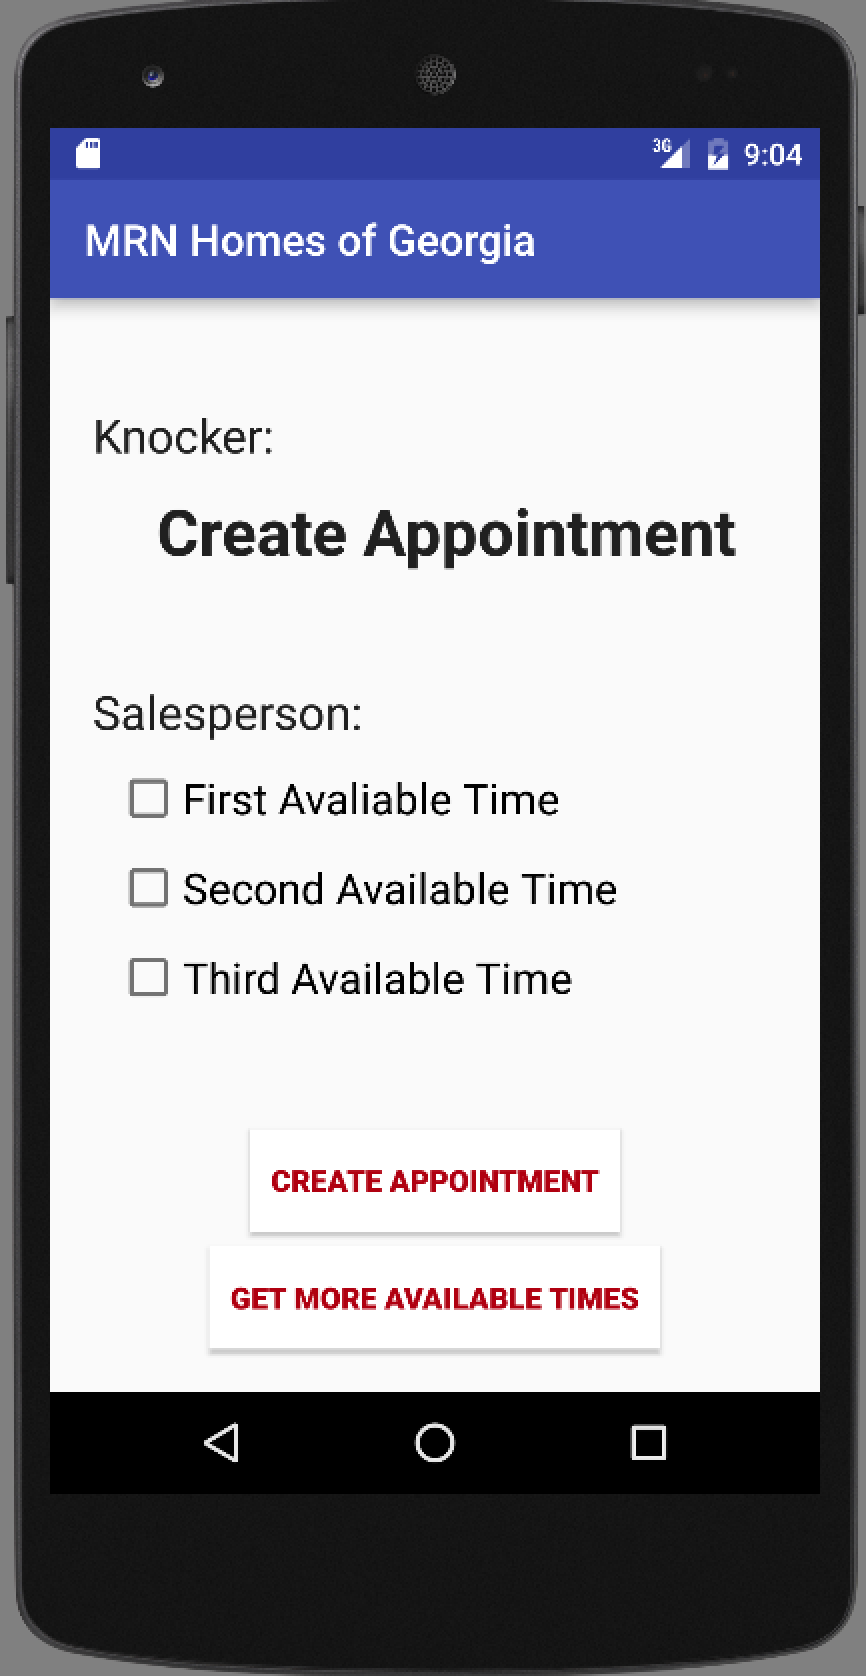 3G 9:04
MRN Homes of Georgia
Knocker:
Create Appointment
Salesperson:
First Avaliable Time
Second Available Time
Third Available Time
CREATE APPOINTMENT
GET MORE AVAILABLE TIMES